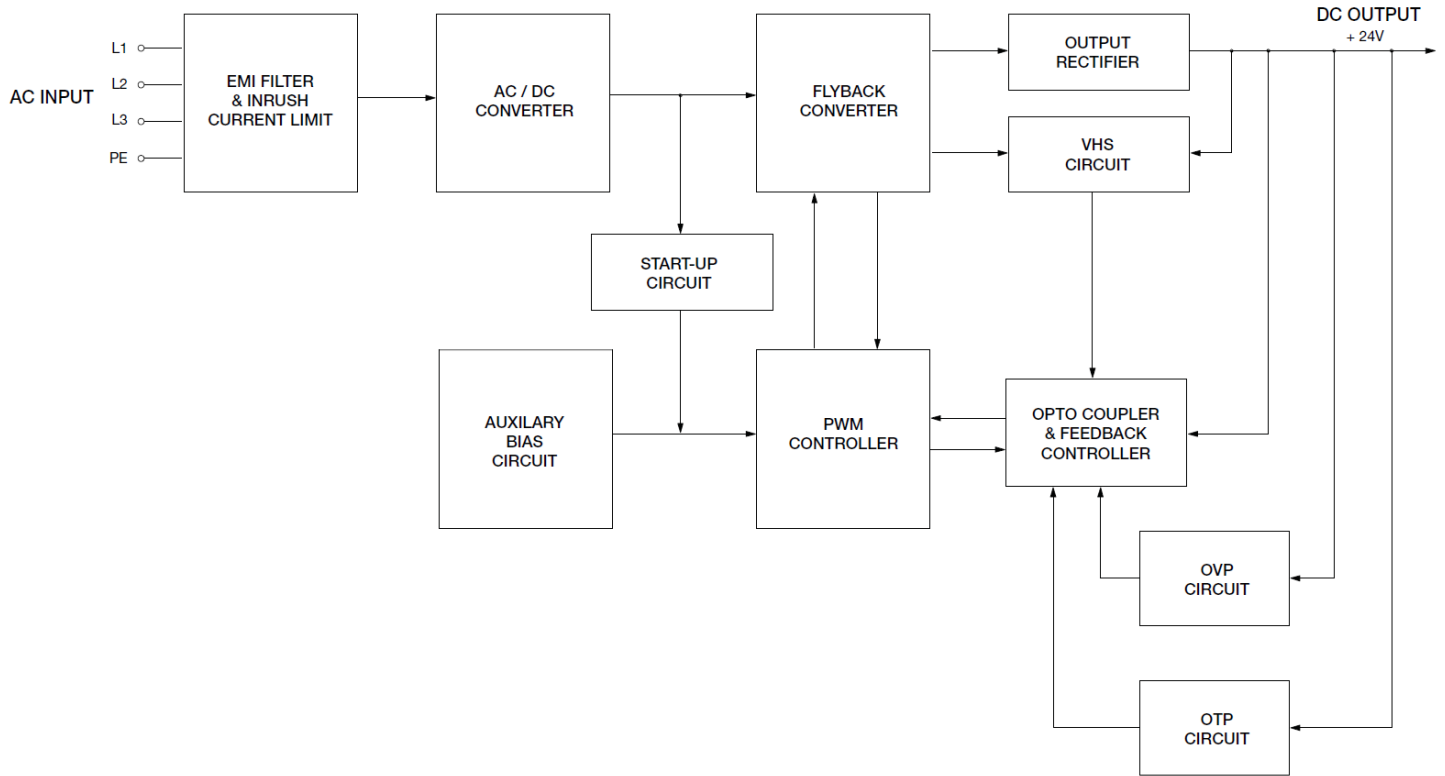 DC OUTPUT
+ 24V
AC INPUT
L1
L2
L3
PE
EMI FILTER
& INRUSH
CURRENT LIMIT
AC / DC
CONVERTER
FLYBACK
CONVERTER
OUTPUT
RECTIFIER
VHS
CIRCUIT
START-UP
CIRCUIT
AUXILARY
BIAS
CIRCUIT
PWM
CONTROLLER
OPTO COUPLER
& FEEDBACK
CONTROLLER
OVP
CIRCUIT
OTP
CIRCUIT